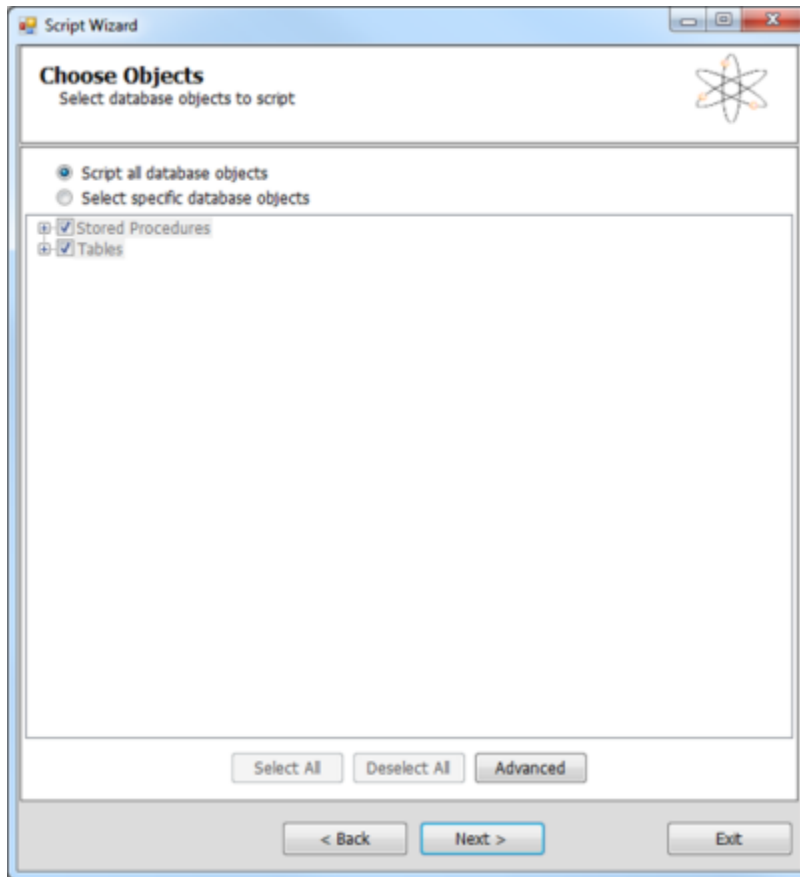 Script Wizard
Choose Objects
Select database objects to script
Script all database objects
Select specific database objects
Stored Procedures
Tables
Select All Deselect All Advanced
< Back Next > Exit